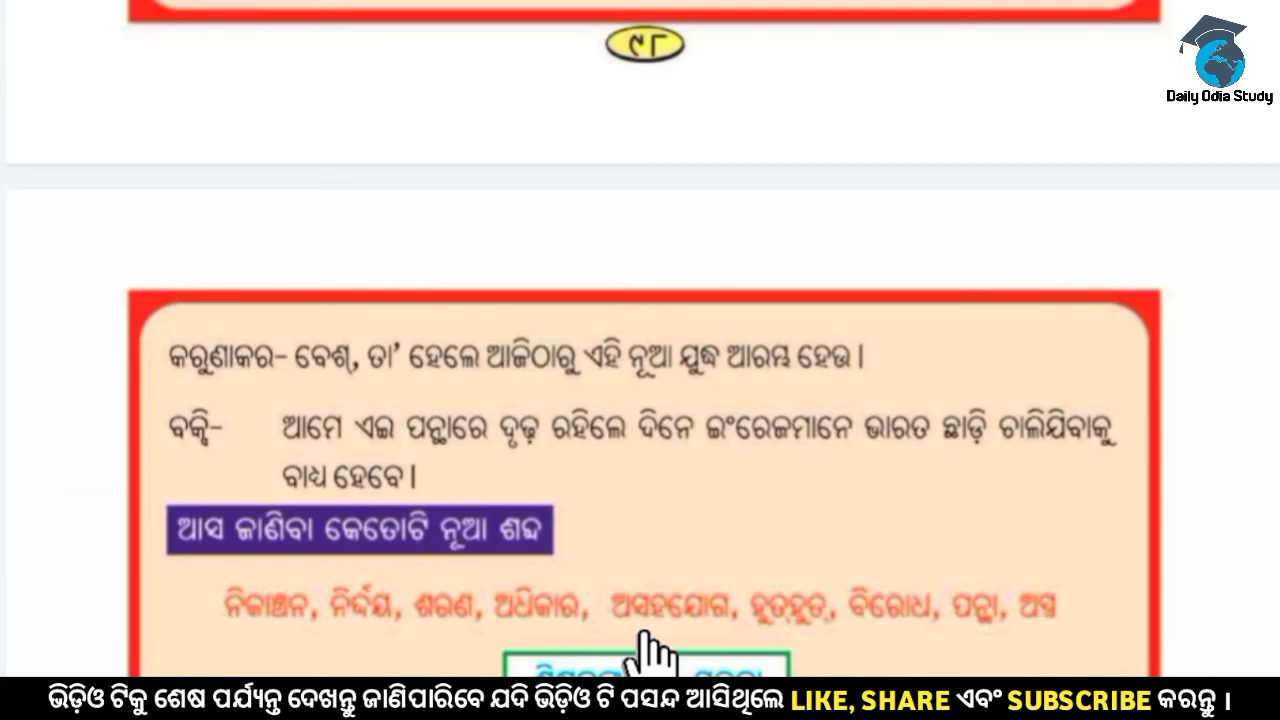 ୯୮
Daily Odia Study
କରୁଣାକର- ବେଶ୍, ତା’ ହେଲେ ଆଜିଠାରୁ ଏହି ନୂଆ ଯୁଦ୍ଧ ଆରମ୍ଭ ହେଉ ।
ବକ୍ସି- ଆମେ ଏଇ ପନ୍ଥାରେ ଦୃଢ଼ ରହିଲେ ଦିନେ ଇଂରେଜମାନେ ଭାରତ ଛାଡ଼ି ଚାଲିଯିବାକୁ
ବାଧ୍ୟ ହେବେ ।
ଆସ ଜାଣିବା କେତୋଟି ନୂଆ ଶବ୍ଦ
ନିକାଞ୍ଚନ, ନିର୍ଦ୍ଦୟ, ଶରଣ, ଅଧିକାର, ଅସହଯୋଗ, ହୁତ୍‌ହୁତ୍‌, ବିରୋଧ, ପନ୍ଥା, ଅସ୍ତ୍ର
ଭିଡ଼ିଓ ଟିକୁ ଶେଷ ପର୍ଯ୍ୟନ୍ତ ଦେଖନ୍ତୁ ଜାଣିପାରିବେ ଯଦି ଭିଡ଼ିଓ ଟି ପସନ୍ଦ ଆସିଥିଲେ LIKE, SHARE ଏବଂ SUBSCRIBE କରନ୍ତୁ ।